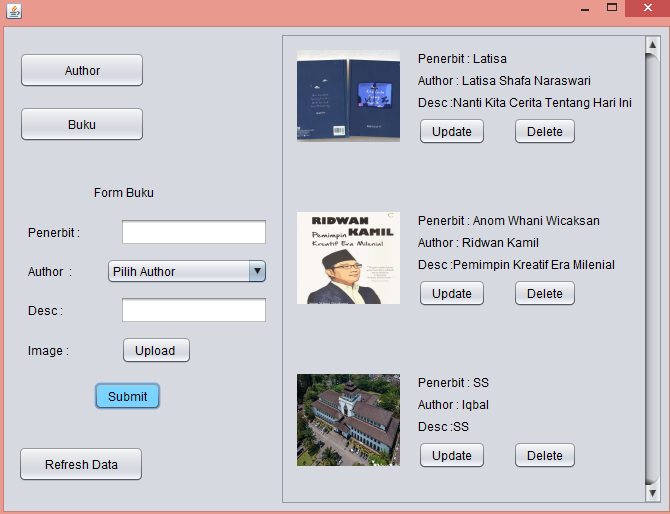 Author
Buku
Form Buku
Penerbit :
Author :
Pilih Author
Desc :
Image :
Upload
Submit
Refresh Data
Penerbit : Latisa
Author : Latisa Shafa Naraswari
Desc :Nanti Kita Cerita Tentang Hari Ini
Update
Delete
RIDWAN
KAMIL
Pemimpin
Kreatif Era Milenial
Penerbit : Anom Whani Wicaksan
Author : Ridwan Kamil
Desc :Pemimpin Kreatif Era Milenial
Update
Delete
Penerbit : SS
Author : Iqbal
Desc :SS
Update
Delete